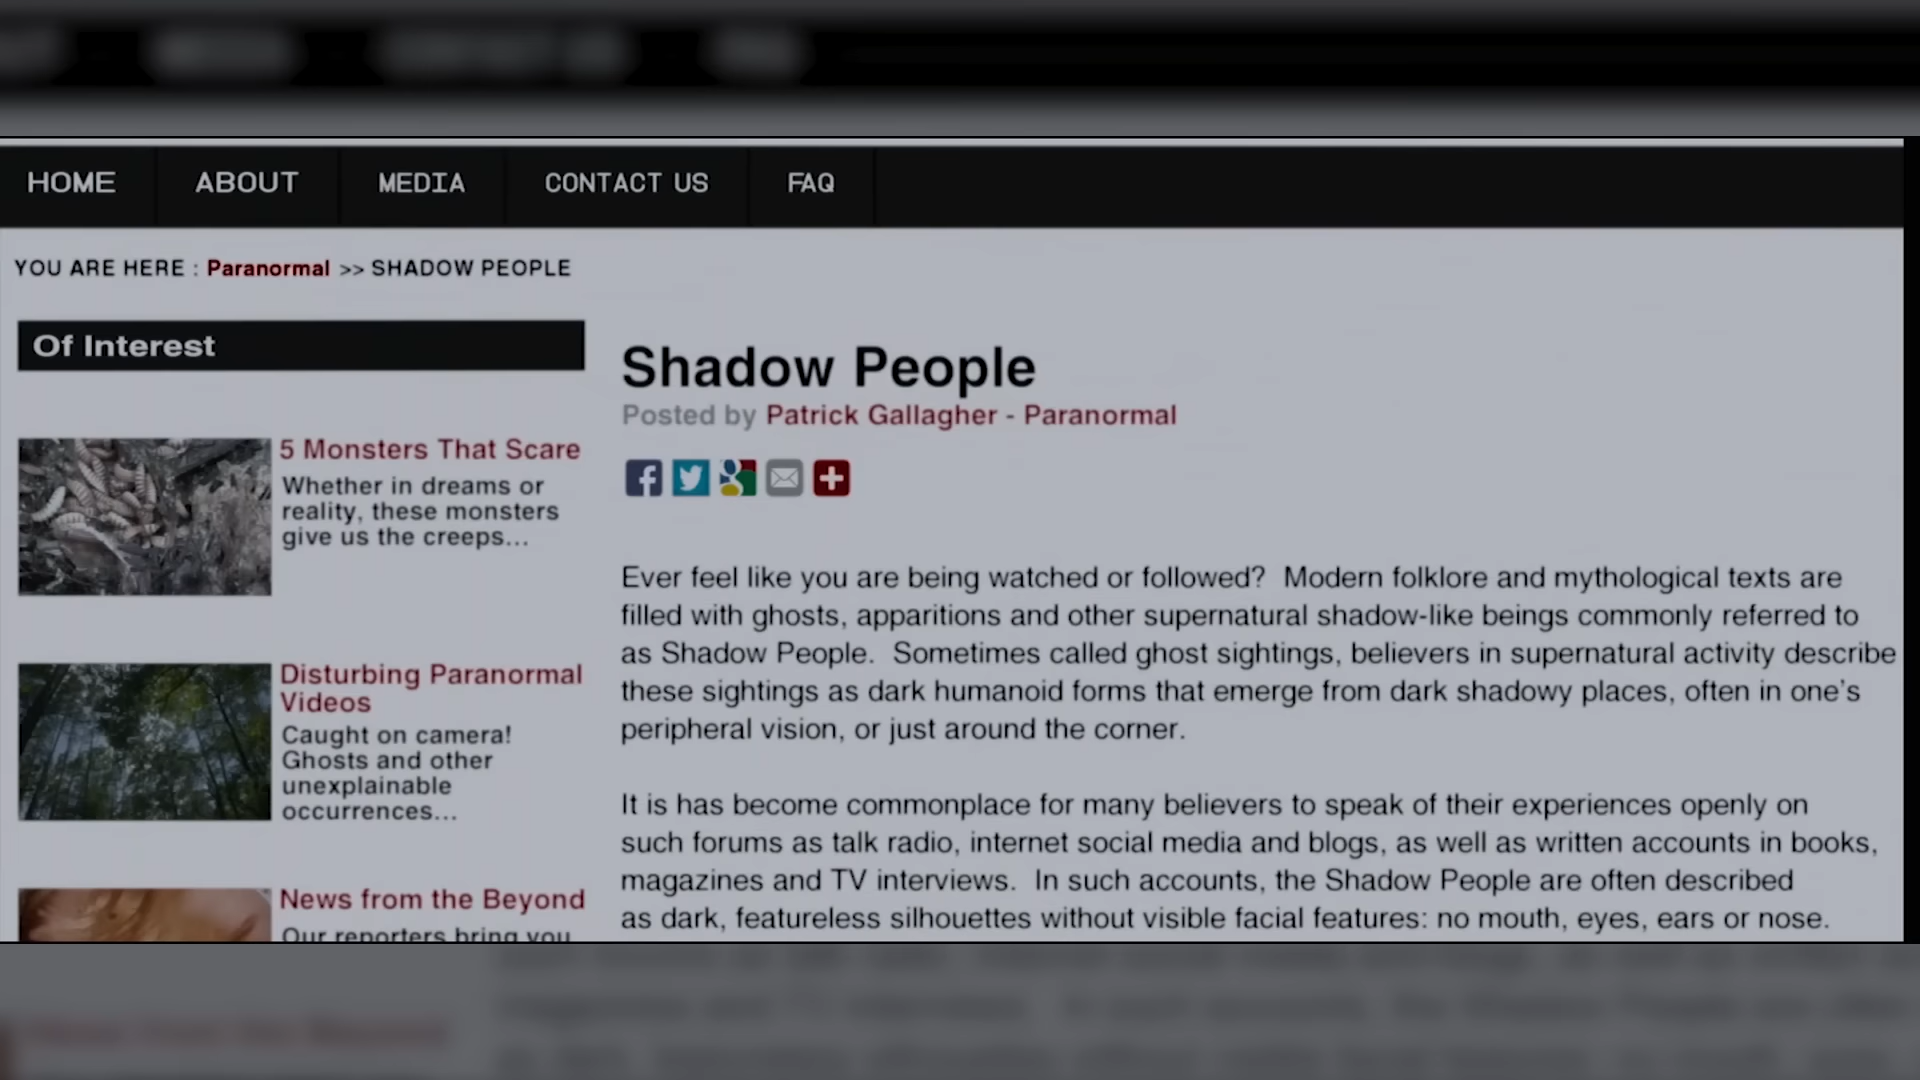 HOME ABOUT MEDIA CONTACT US FAQ
YOU ARE HERE : Paranormal >> SHADOW PEOPLE
Of Interest
5 Monsters That Scare
Whether in dreams or
reality, these monsters
give us the creeps...
Disturbing Paranormal
Videos
Caught on camera!
Ghosts and other
unexplainable
occurrences...
News from the Beyond
Our reporters bring you
Shadow People
Posted by Patrick Gallagher - Paranormal
Ever feel like you are being watched or followed? Modern folklore and mythological texts are
filled with ghosts, apparitions and other supernatural shadow-like beings commonly referred to
as Shadow People. Sometimes called ghost sightings, believers in supernatural activity describe
these sightings as dark humanoid forms that emerge from dark shadowy places, often in one's
peripheral vision, or just around the corner.
It is has become commonplace for many believers to speak of their experiences openly on
such forums as talk radio, internet social media and blogs, as well as written accounts in books,
magazines and TV interviews. In such accounts, the Shadow People are often described
as dark, featureless silhouettes without visible facial features: no mouth, eyes, ears or nose.